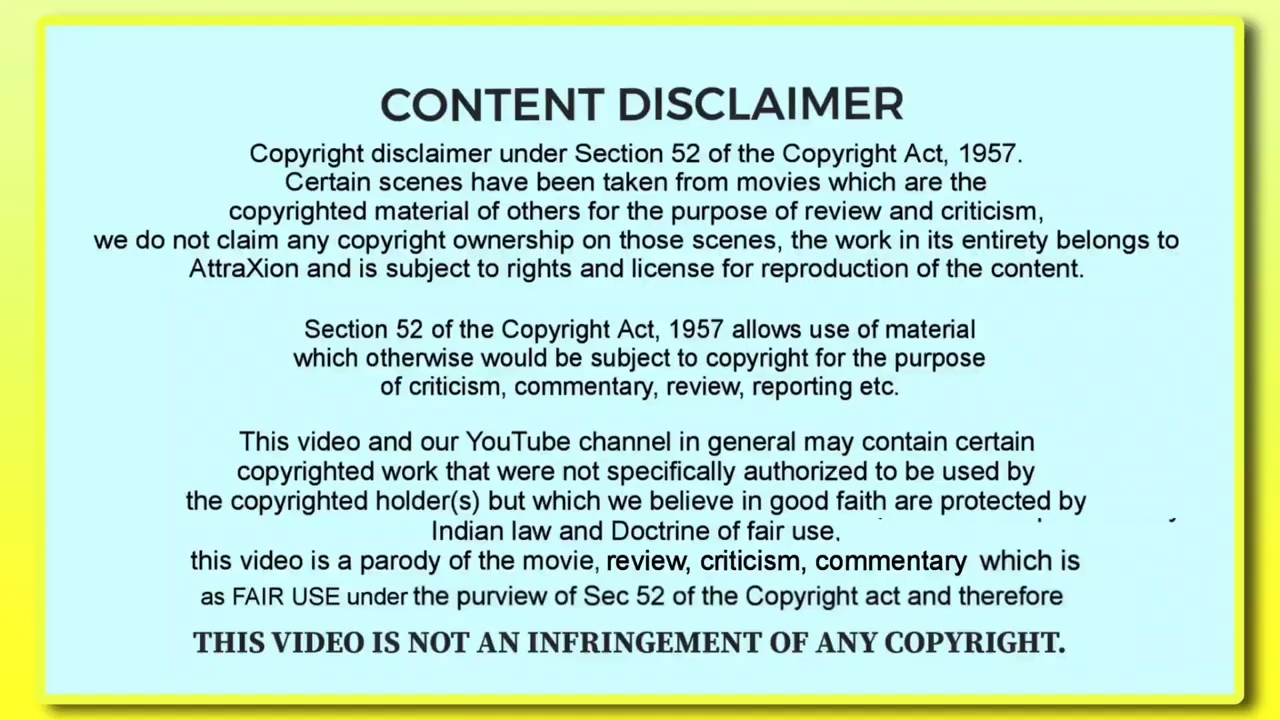 CONTENT DISCLAIMER
Copyright disclaimer under Section 52 of the Copyright Act, 1957.
Certain scenes have been taken from movies which are the
copyrighted material of others for the purpose of review and criticism,
we do not claim any copyright ownership on those scenes, the work in its entirety belongs to
AttraXion and is subject to rights and license for reproduction of the content.
Section 52 of the Copyright Act, 1957 allows use of material
which otherwise would be subject to copyright for the purpose
of criticism, commentary, review, reporting etc.
This video and our YouTube channel in general may contain certain
copyrighted work that were not specifically authorized to be used by
the copyrighted holder(s) but which we believe in good faith are protected by
Indian law and Doctrine of fair use.
this video is a parody of the movie, review, criticism, commentary which is
as FAIR USE under the purview of Sec 52 of the Copyright act and therefore
THIS VIDEO IS NOT AN INFRINGEMENT OF ANY COPYRIGHT.